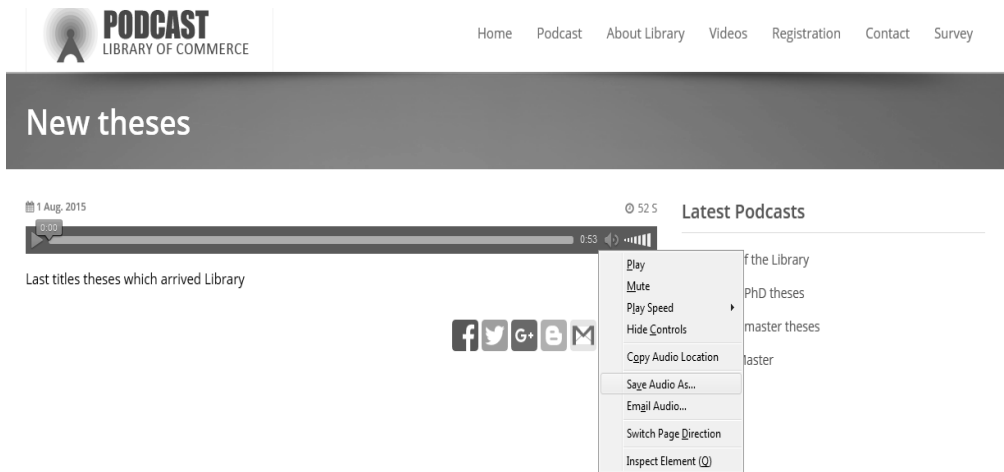 PODCAST
LIBRARY OF COMMERCE
Home Podcast About Library Videos Registration Contact Survey
New theses
1 Aug. 2015
52 S
0:00
0:53
Last titles theses which arrived Library
Latest Podcasts
f the Library
PhD theses
master theses
Master
Play
Mute
Play Speed
Hide Controls
Copy Audio Location
Save Audio As...
Email Audio...
Switch Page Direction
Inspect Element (Q)